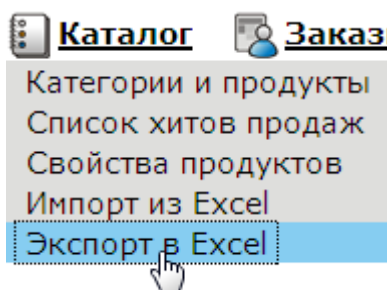 Каталог Заказ
Категории и продукты
Список хитов продаж
Свойства продуктов
Импорт из Excel
Экспорт в Excel